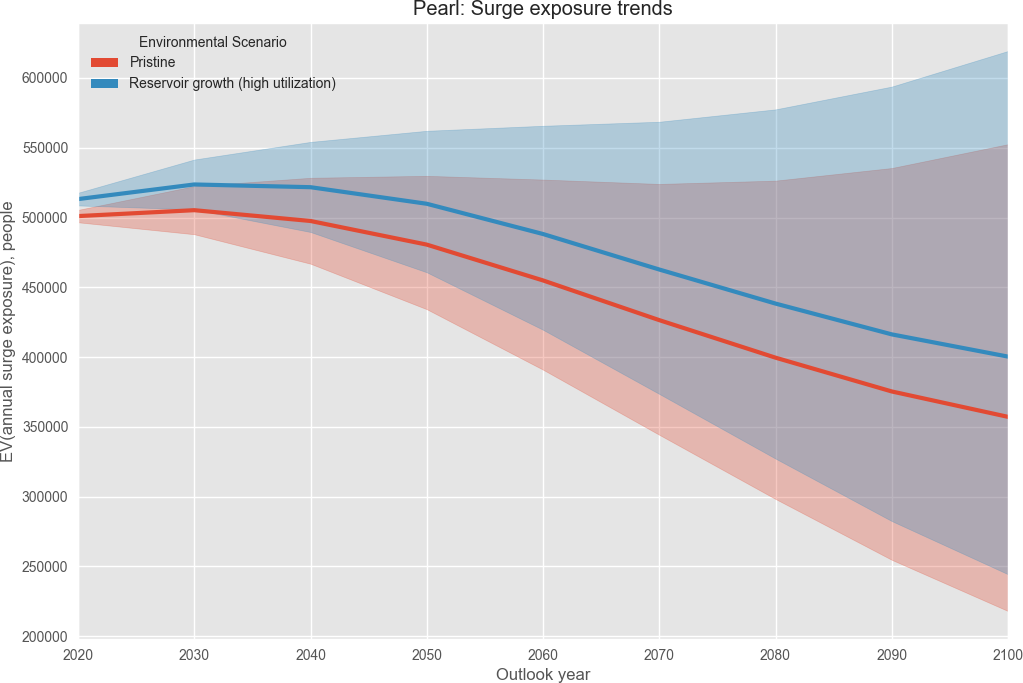 Pearl: Surge exposure trends
Environmental Scenario
Pristine
Reservoir growth (high utilization)
EV(annual surge exposure), people
600000
550000
500000
450000
400000
350000
300000
250000
200000
2020 2030 2040 2050 2060 2070 2080 2090 2100
Outlook year